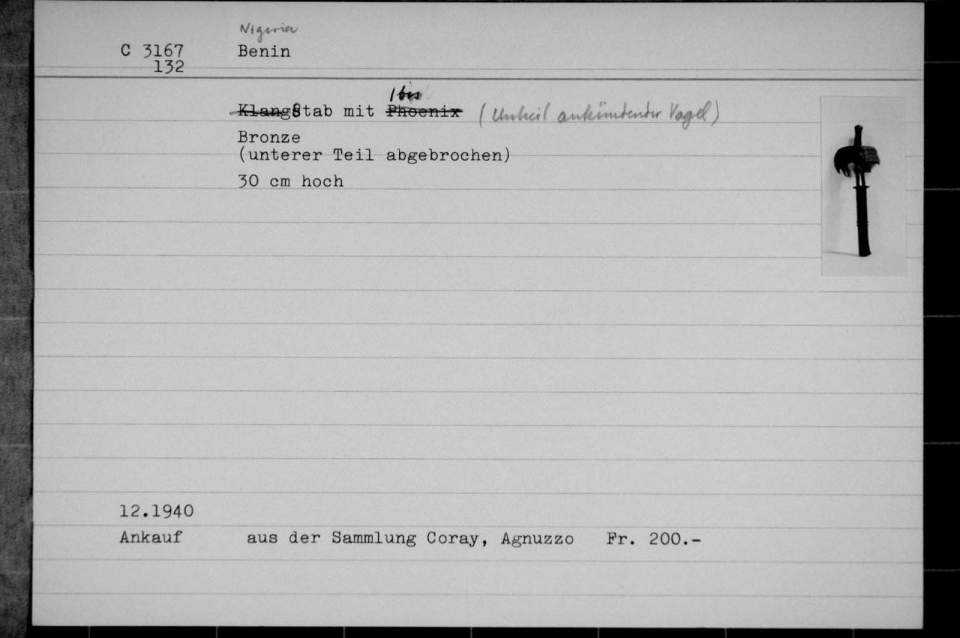 Nigeria
C 3167 Benin
132
Ibis
Klangstab mit Phoenix (Unheil ankündender Vogel)
Bronze
(unterer Teil abgebrochen)
30 cm hoch
12.1940
Ankauf aus der Sammlung Coray, Agnuzzo Fr. 200.-